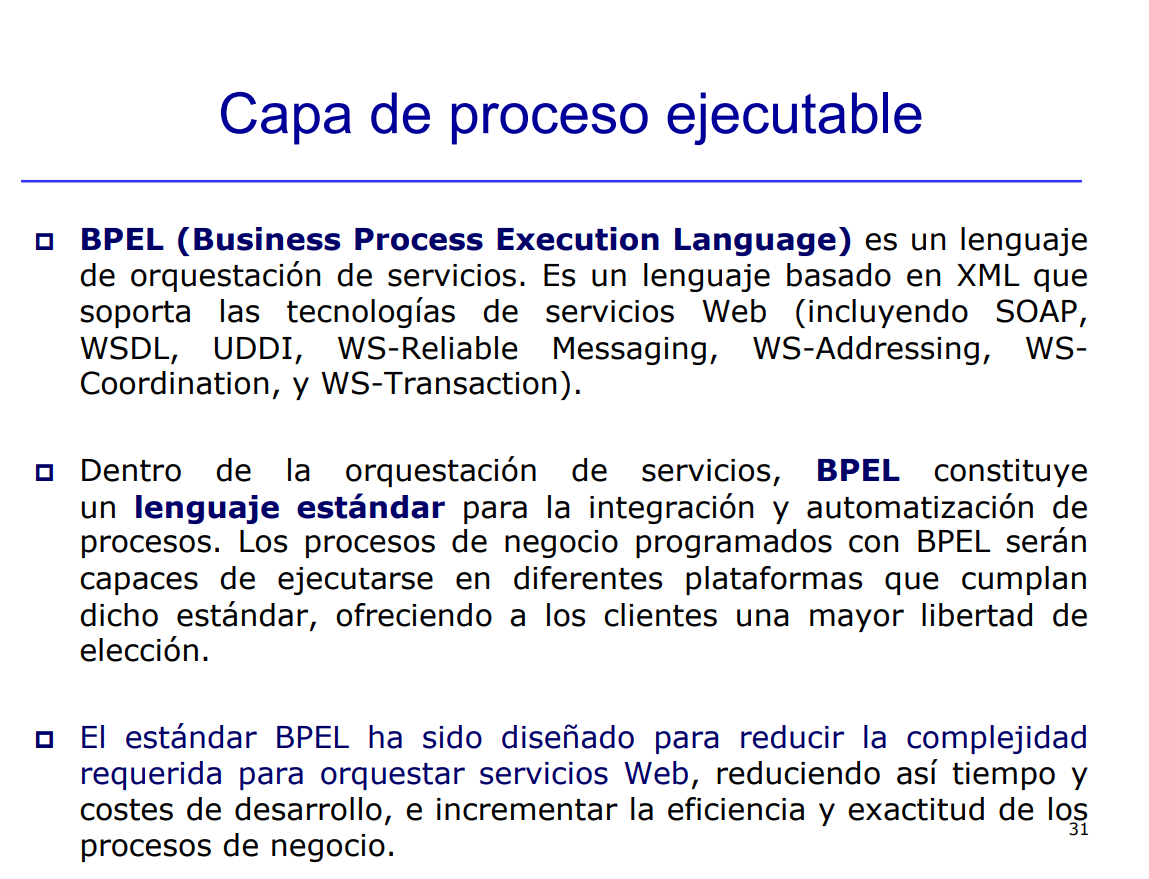 Capa de proceso ejecutable
BPEL (Business Process Execution Language) es un lenguaje
de orquestación de servicios. Es un lenguaje basado en XML que
soporta las tecnologías de servicios Web (incluyendo SOAP,
WSDL, UDDI, WS-Reliable Messaging, WS-Addressing, WS-
Coordination, y WS-Transaction).
Dentro de la orquestación de servicios, BPEL constituye
un lenguaje estándar para la integración y automatización de
procesos. Los procesos de negocio programados con BPEL serán
capaces de ejecutarse en diferentes plataformas que cumplan
dicho estándar, ofreciendo a los clientes una mayor libertad de
elección.
El estándar BPEL ha sido diseñado para reducir la complejidad
requerida para orquestar servicios Web, reduciendo así tiempo y
costes de desarrollo, e incrementar la eficiencia y exactitud de los
procesos de negocio.
31